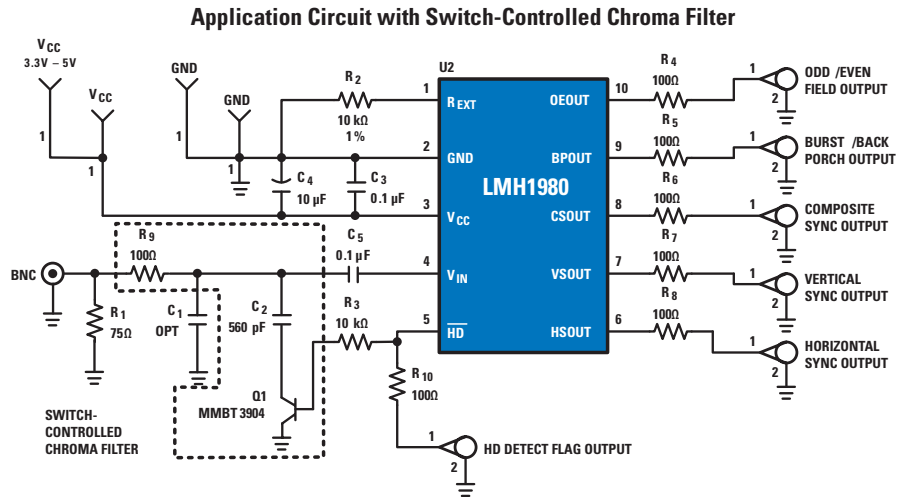 Application Circuit with Switch-Controlled Chroma Filter
VCC
3.3V – 5V
VCC
GND
GND
1
1
1
1
R2
10 kΩ
1%
C4
10 µF
C3
0.1 µF
U2
LMH1980
1
REXT
2
GND
3
VCC
4
VIN
5
HD
OEOUT
10
BPOUT
9
CSOUT
8
VSOUT
7
HSOUT
6
R4
100Ω
R5
100Ω
R6
100Ω
R7
100Ω
R8
100Ω
1
2
ODD /EVEN
FIELD OUTPUT
1
2
BURST /BACK
PORCH OUTPUT
1
2
COMPOSITE
SYNC OUTPUT
1
2
VERTICAL
SYNC OUTPUT
1
2
HORIZONTAL
SYNC OUTPUT
BNC
R9
100Ω
R1
75Ω
C1
OPT
C2
560 pF
C5
0.1 µF
R3
10 kΩ
Q1
MMBT 3904
R10
100Ω
SWITCH-
CONTROLLED
CHROMA FILTER
1
2
HD DETECT FLAG OUTPUT